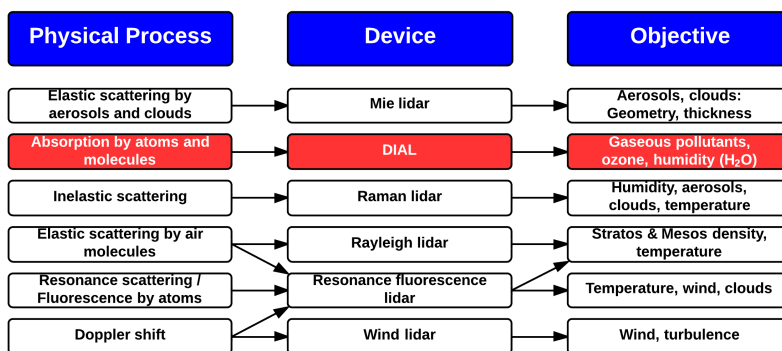 Physical Process
Device
Objective
Elastic scattering by
aerosols and clouds
Mie lidar
Aerosols, clouds:
Geometry, thickness
Absorption by atoms and
molecules
DIAL
Gaseous pollutants,
ozone, humidity (H₂O)
Inelastic scattering
Raman lidar
Humidity, aerosols,
clouds, temperature
Elastic scattering by air
molecules
Rayleigh lidar
Stratos & Mesos density,
temperature
Resonance scattering /
Fluorescence by atoms
Resonance fluorescence
lidar
Temperature, wind, clouds
Doppler shift
Wind lidar
Wind, turbulence